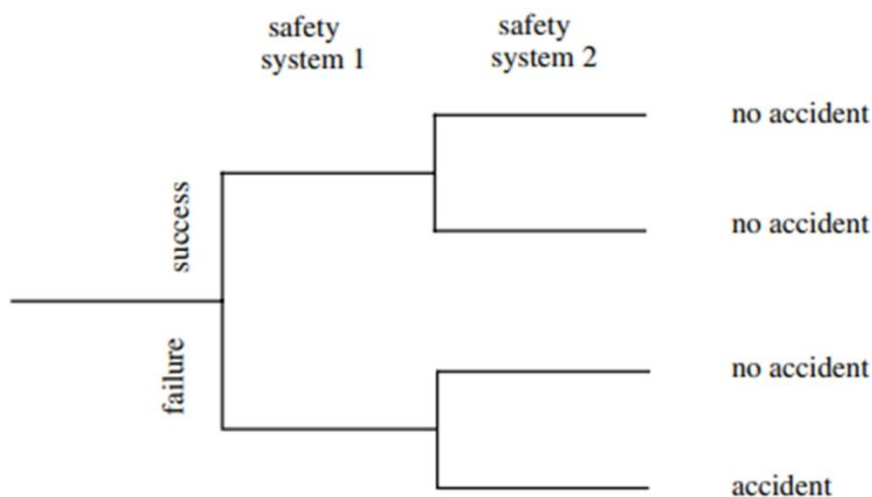 safety
system 1
safety
system 2
no accident
success
no accident
failure
no accident
accident